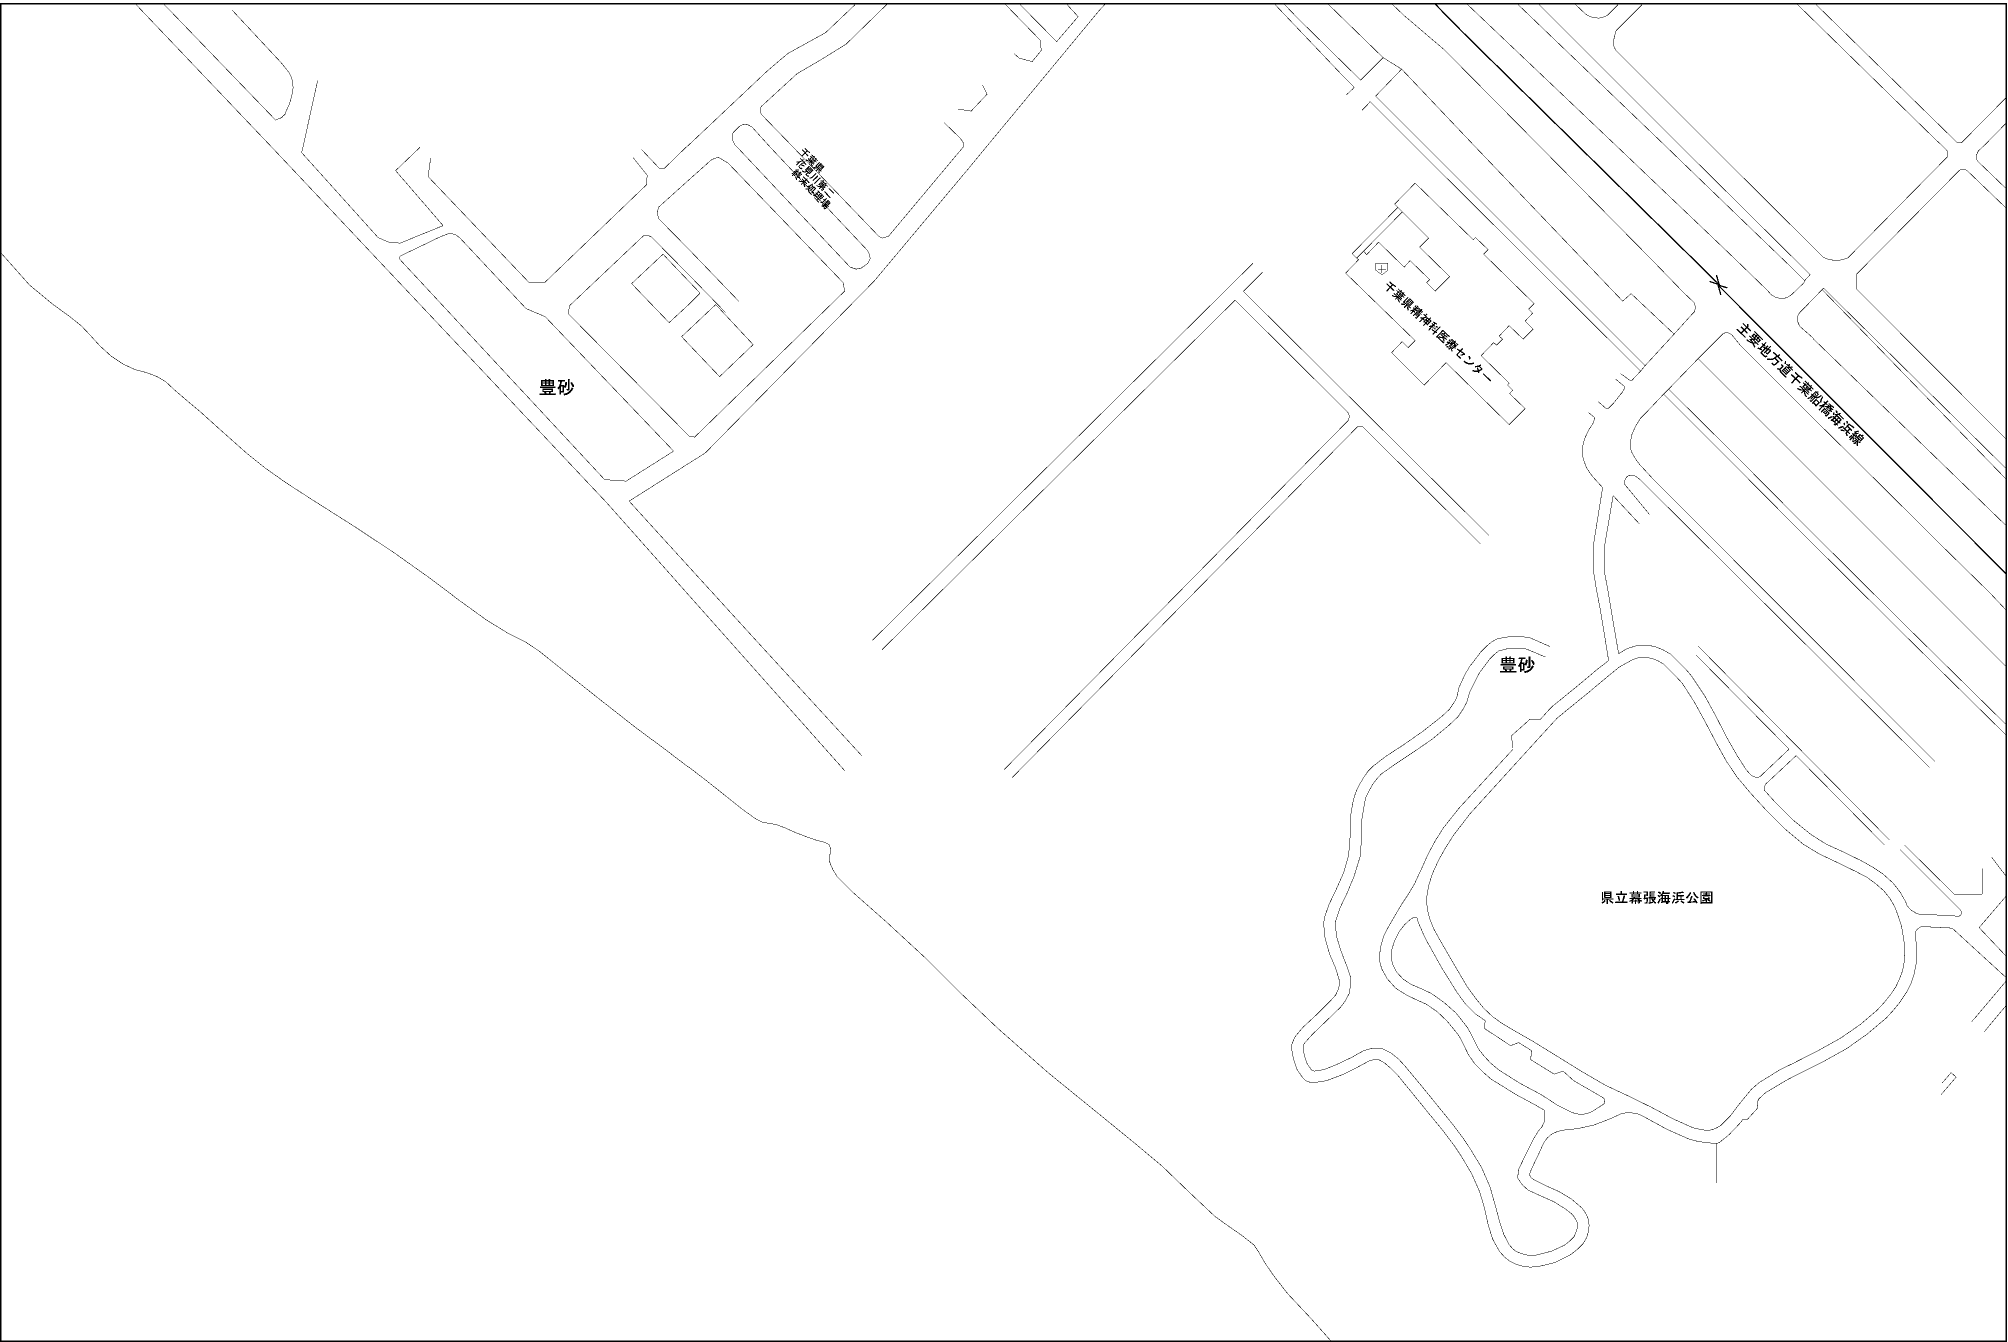 千葉県
花見川第二
終末処理場
千葉県精神科医療センター
主要地方道千葉船橋海浜線
豊砂
豊砂
県立幕張海浜公園